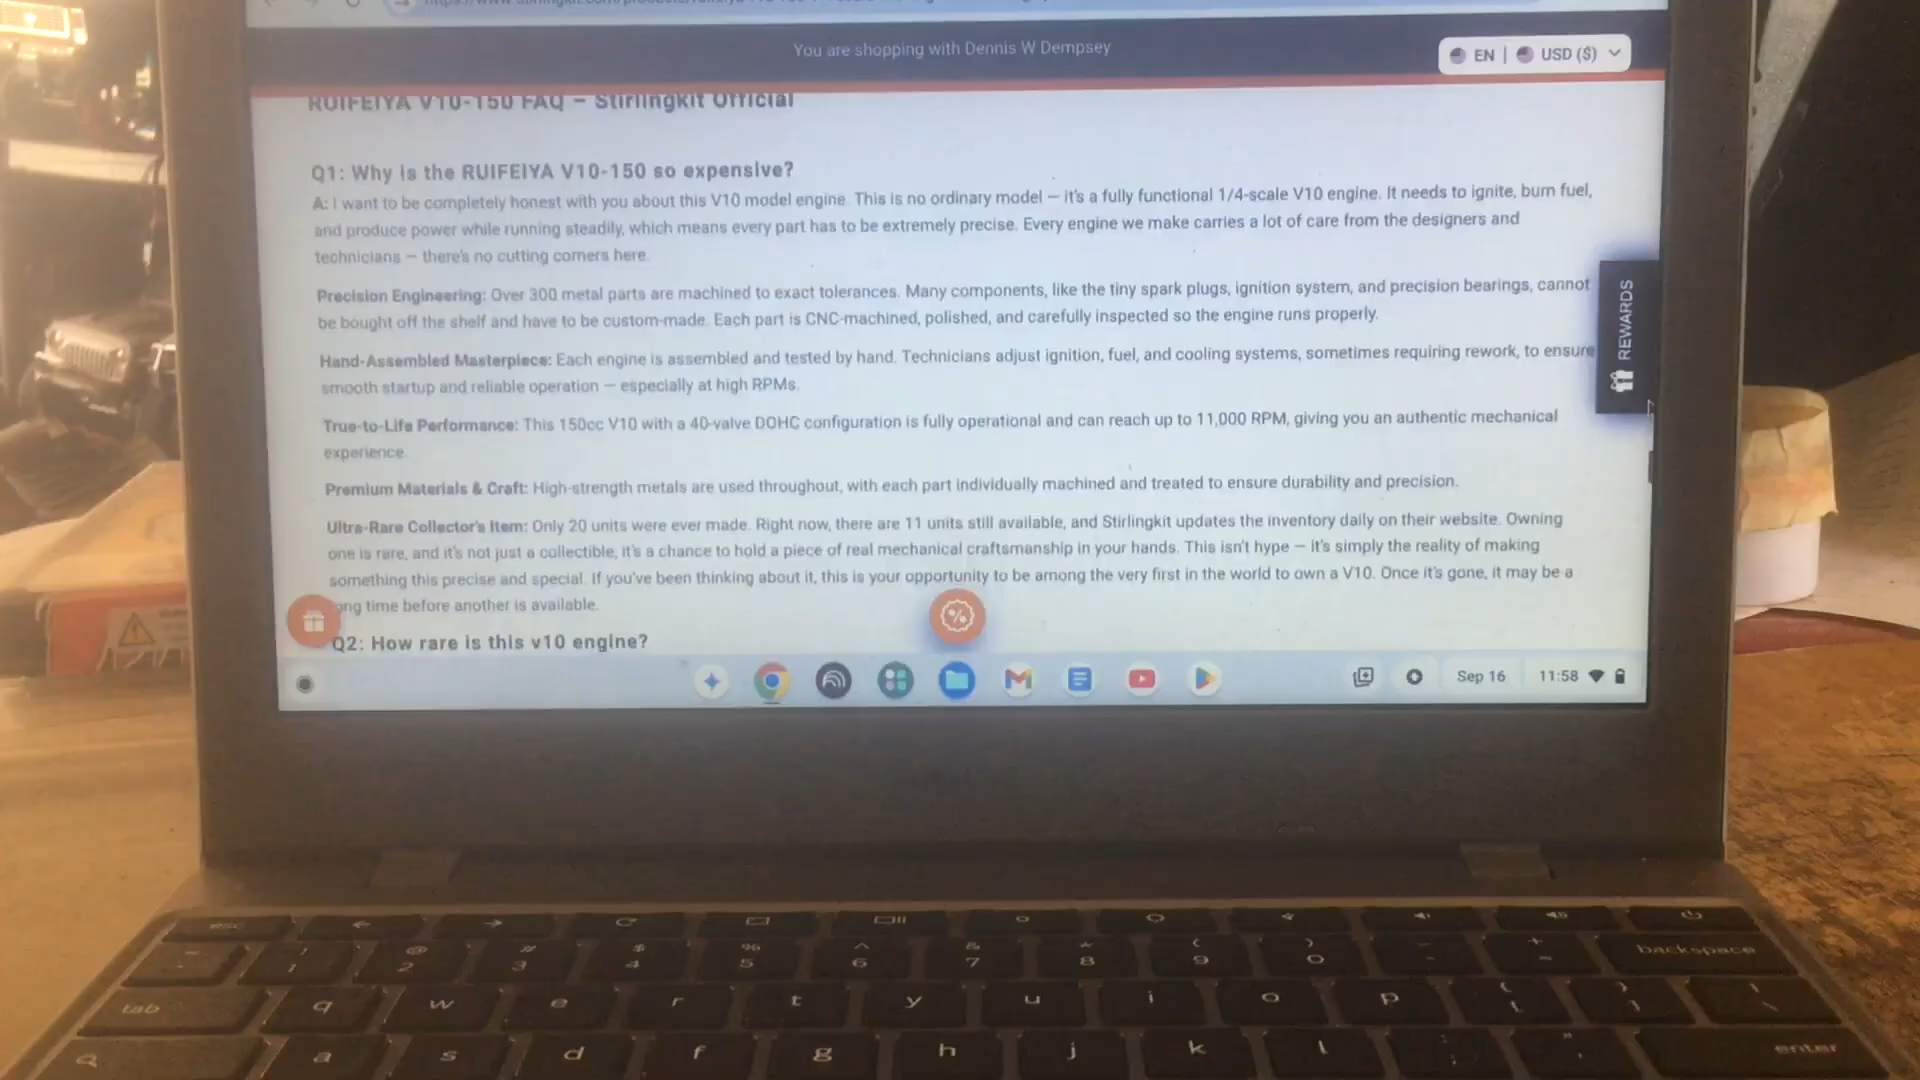 You are shopping with Dennis W Dempsey
EN | USD ($)
RUIFEIYA V10-150 FAQ – Stirlingkit Official
Q1: Why is the RUIFEIYA V10-150 so expensive?
A: I want to be completely honest with you about this V10 model engine. This is no ordinary model — it's a fully functional 1/4-scale V10 engine. It needs to ignite, burn fuel,
and produce power while running steadily, which means every part has to be extremely precise. Every engine we make carries a lot of care from the designers and
technicians — there's no cutting corners here.
Precision Engineering: Over 300 metal parts are machined to exact tolerances. Many components, like the tiny spark plugs, ignition system, and precision bearings, cannot
be bought off the shelf and have to be custom-made. Each part is CNC-machined, polished, and carefully inspected so the engine runs properly.
Hand-Assembled Masterpiece: Each engine is assembled and tested by hand. Technicians adjust ignition, fuel, and cooling systems, sometimes requiring rework, to ensure
smooth startup and reliable operation — especially at high RPMs.
True-to-Life Performance: This 150cc V10 with a 40-valve DOHC configuration is fully operational and can reach up to 11,000 RPM, giving you an authentic mechanical
experience.
Premium Materials & Craft: High-strength metals are used throughout, with each part individually machined and treated to ensure durability and precision.
Ultra-Rare Collector's Item: Only 20 units were ever made. Right now, there are 11 units still available, and Stirlingkit updates the inventory daily on their website. Owning
one is rare, and it's not just a collectible, it's a chance to hold a piece of real mechanical craftsmanship in your hands. This isn't hype — it's simply the reality of making
something this precise and special. If you've been thinking about it, this is your opportunity to be among the very first in the world to own a V10. Once it's gone, it may be a
ong time before another is available.
Q2: How rare is this v10 engine?
REWARDS
Sep 16 11:58
esc
1 2 3 4 5 6 7 8 9 0 backspace
tab q w e r t y u i o p
a s d f g h j k l enter